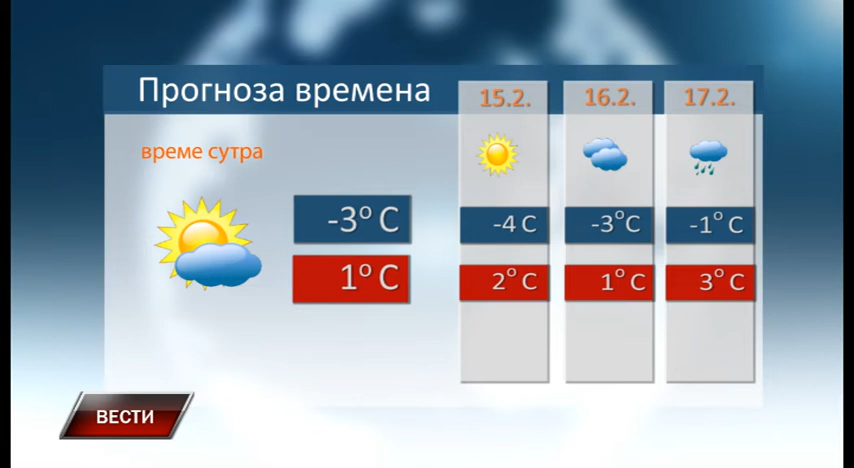 Прогноза времена
време сутра
-3° C
1° C
15.2.
-4 C
2° C
16.2.
-3°C
1° C
17.2.
-1° C
3° C
ВЕСТИ